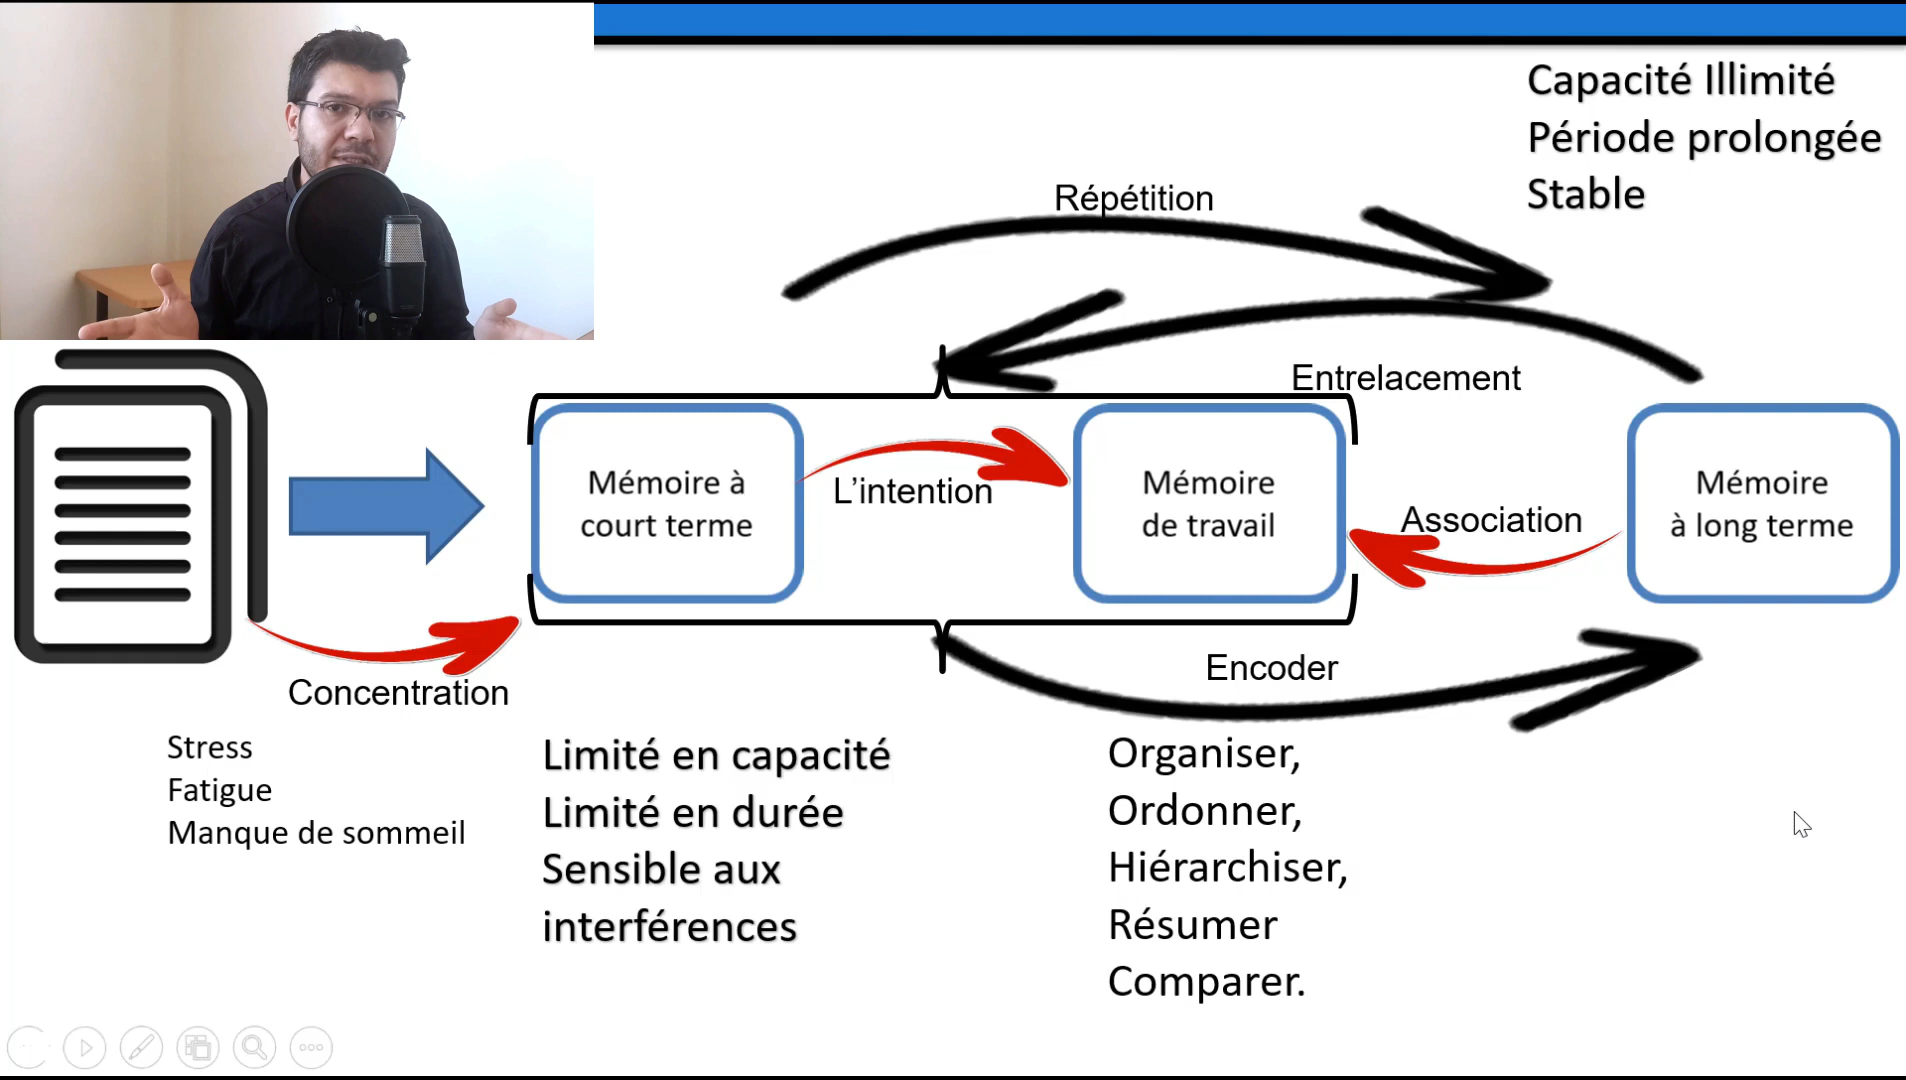 Capacité Illimité
Période prolongée
Stable
Répétition
Entrelacement
Mémoire à
court terme
L'intention
Mémoire
de travail
Association
Mémoire
à long terme
Encoder
Concentration
Stress
Fatigue
Manque de sommeil
Limité en capacité
Limité en durée
Sensible aux
interférences
Organiser,
Ordonner,
Hiérarchiser,
Résumer
Comparer.